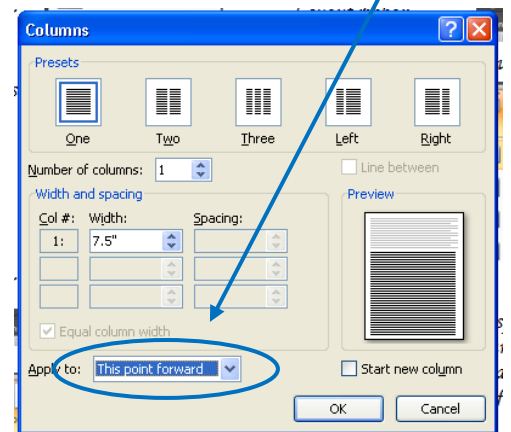 Columns
Presets
One Two Three Left Right
Number of columns: 1
Line between
Width and spacing
Preview
Col #: Width: Spacing:
1: 7.5"
Equal column width
Apply to: This point forward
Start new column
OK Cancel